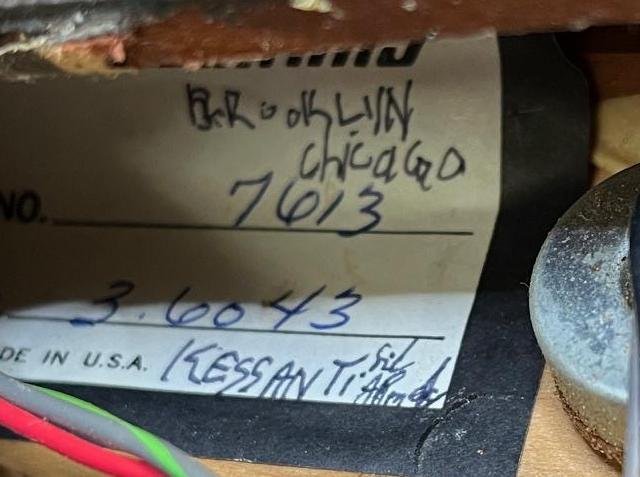 BROOKLYN
CHICAGO
NO. 7613
3.6043
DE IN U.S.A. KESSANTI